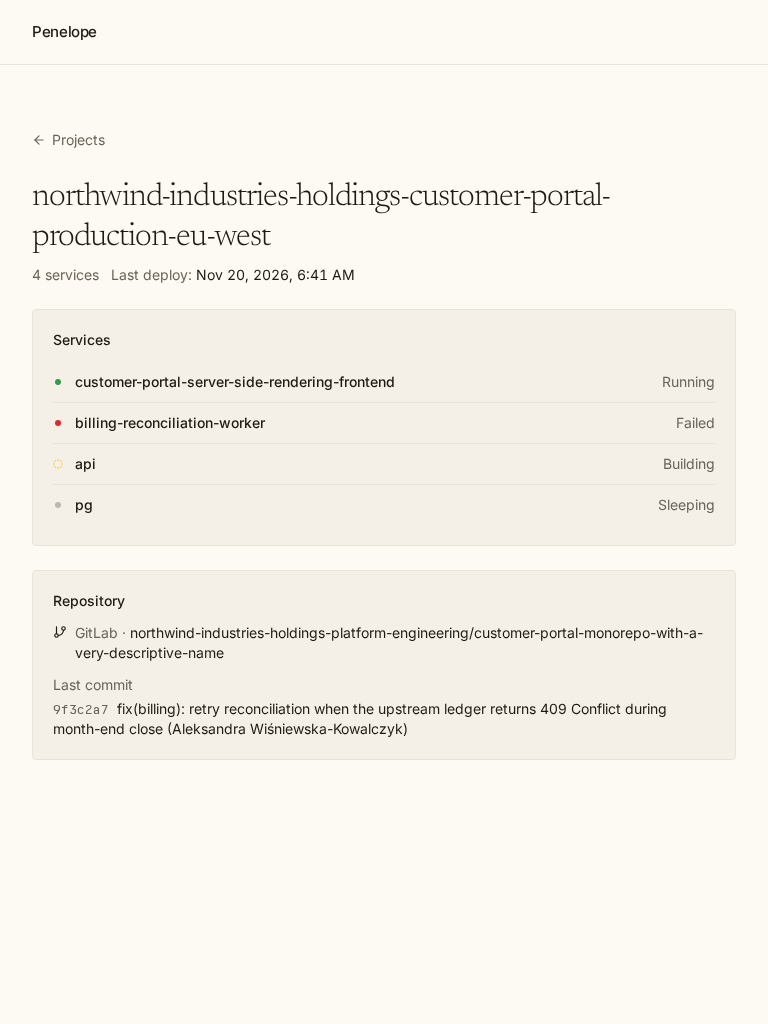 Penelope
Projects
northwind-industries-holdings-customer-portal-
production-eu-west
4 services Last deploy: Nov 20, 2026, 6:41 AM
Services
customer-portal-server-side-rendering-frontend Running
billing-reconciliation-worker Failed
api Building
pg Sleeping
Repository
GitLab · northwind-industries-holdings-platform-engineering/customer-portal-monorepo-with-a-
very-descriptive-name
Last commit
9f3c2a7 fix(billing): retry reconciliation when the upstream ledger returns 409 Conflict during
month-end close (Aleksandra Wiśniewska-Kowalczyk)